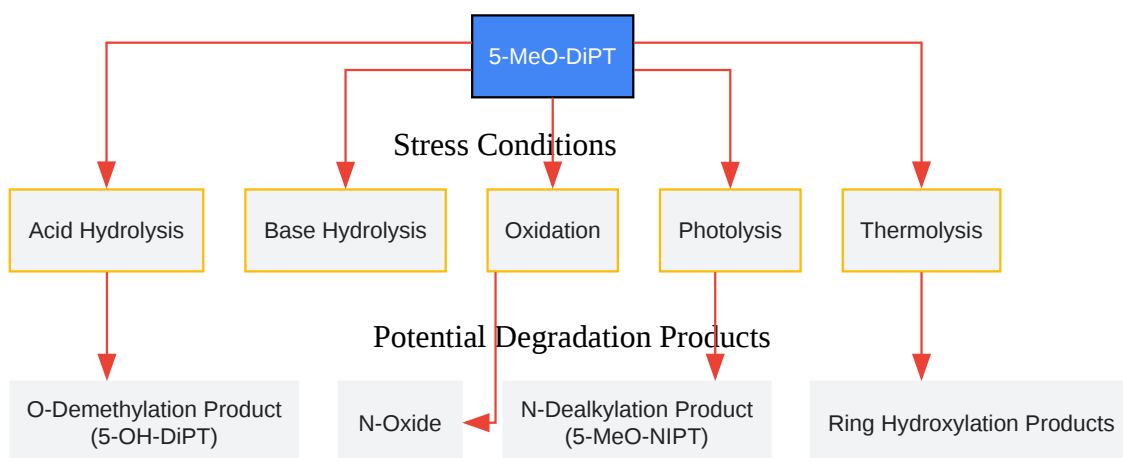 5-MeO-DiPT
Stress Conditions
Acid Hydrolysis
Base Hydrolysis
Oxidation
Photolysis
Thermolysis
Potential Degradation Products
O-Demethylation Product
(5-OH-DiPT)
N-Oxide
N-Dealkylation Product
(5-MeO-NIPT)
Ring Hydroxylation Products